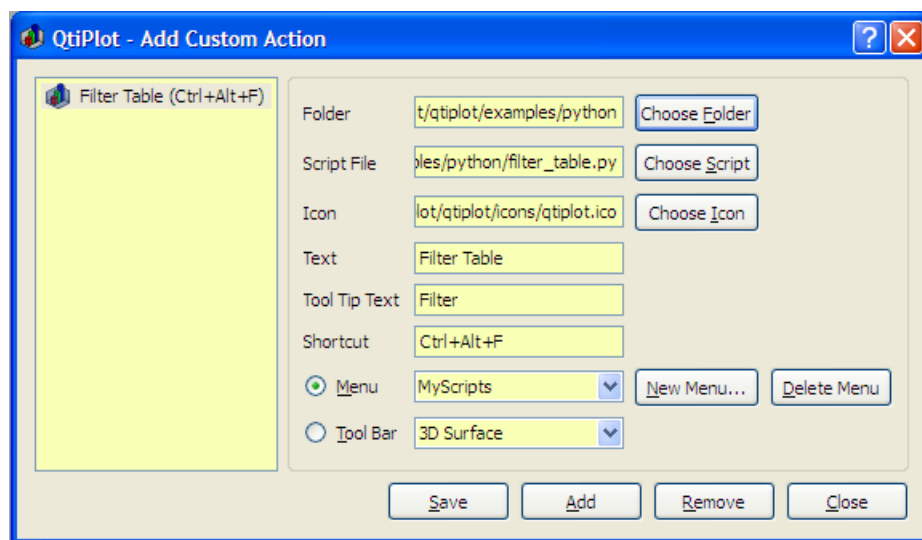 QtiPlot - Add Custom Action
Filter Table (Ctrl+Alt+F)
Folder t/qtiplot/examples/python Choose Folder
Script File ples/python/filter_table.py Choose Script
Icon lot/qtiplot/icons/qtiplot.ico Choose Icon
Text Filter Table
Tool Tip Text Filter
Shortcut Ctrl+Alt+F
Menu MyScripts New Menu... Delete Menu
Tool Bar 3D Surface
Save Add Remove Close